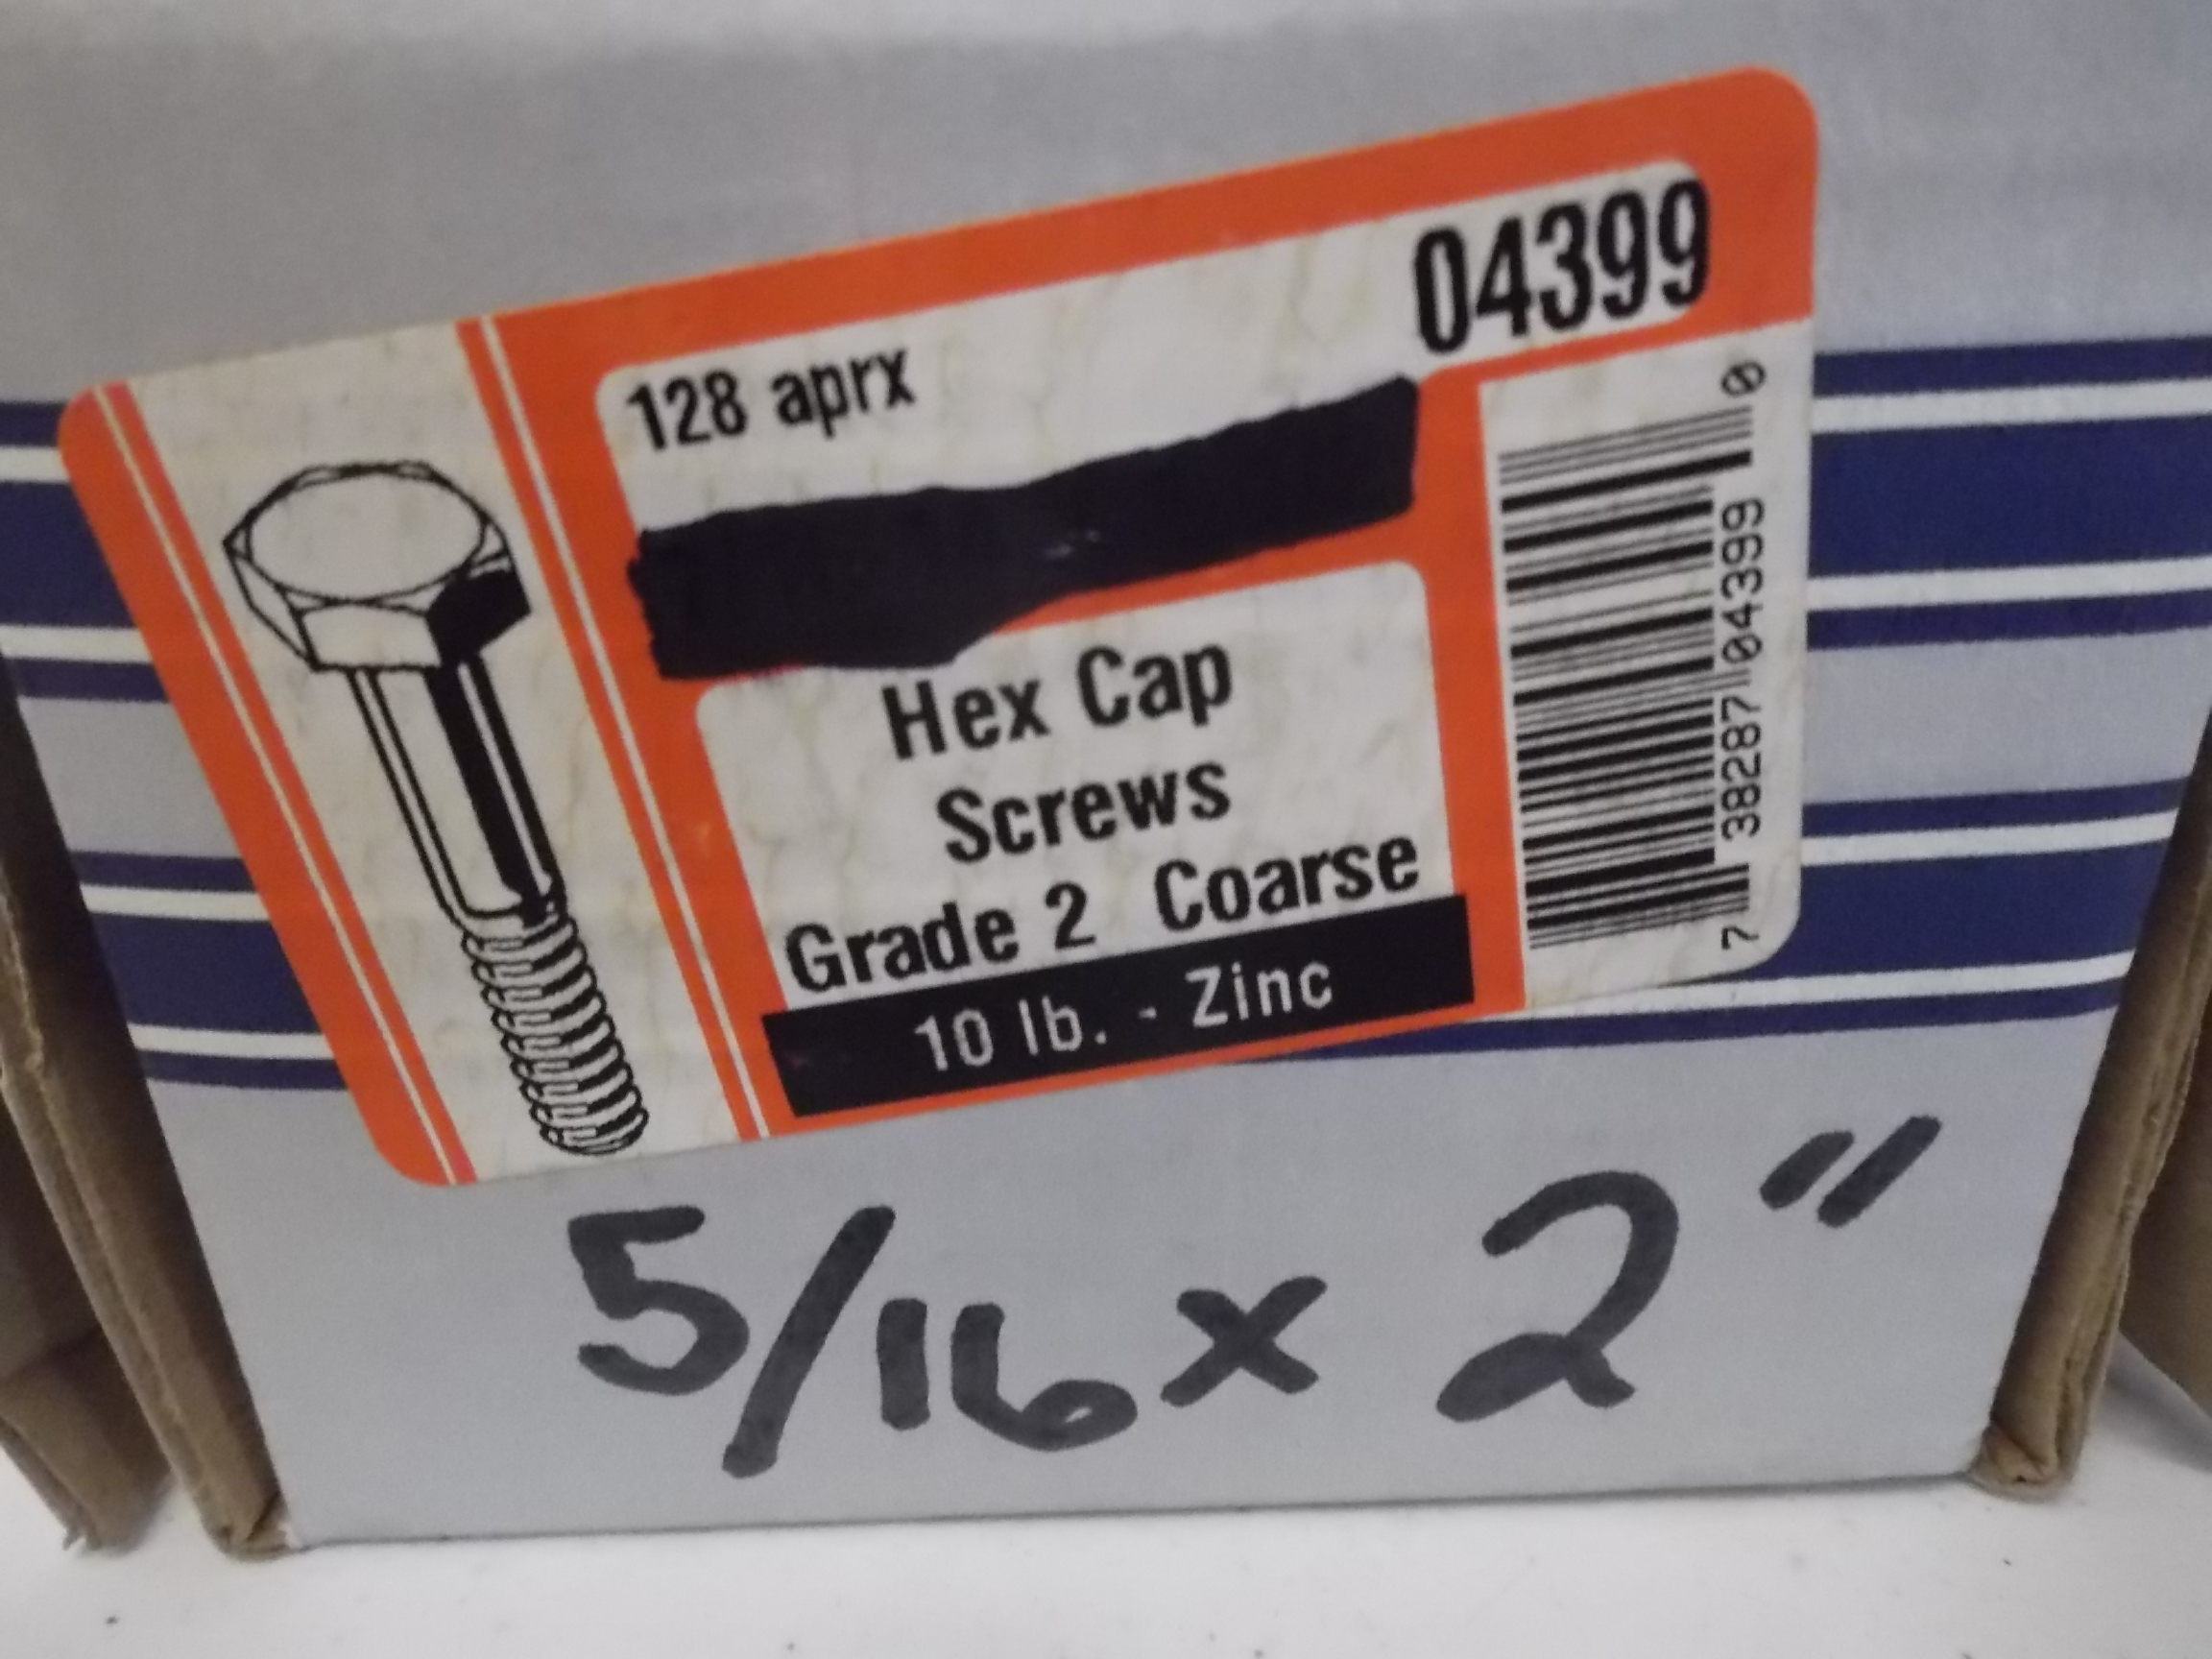 04399
128 aprx
Hex Cap
Screws
Grade 2 Coarse
10 lb. - Zinc
7 38287 04399 0
5/16 x 2"